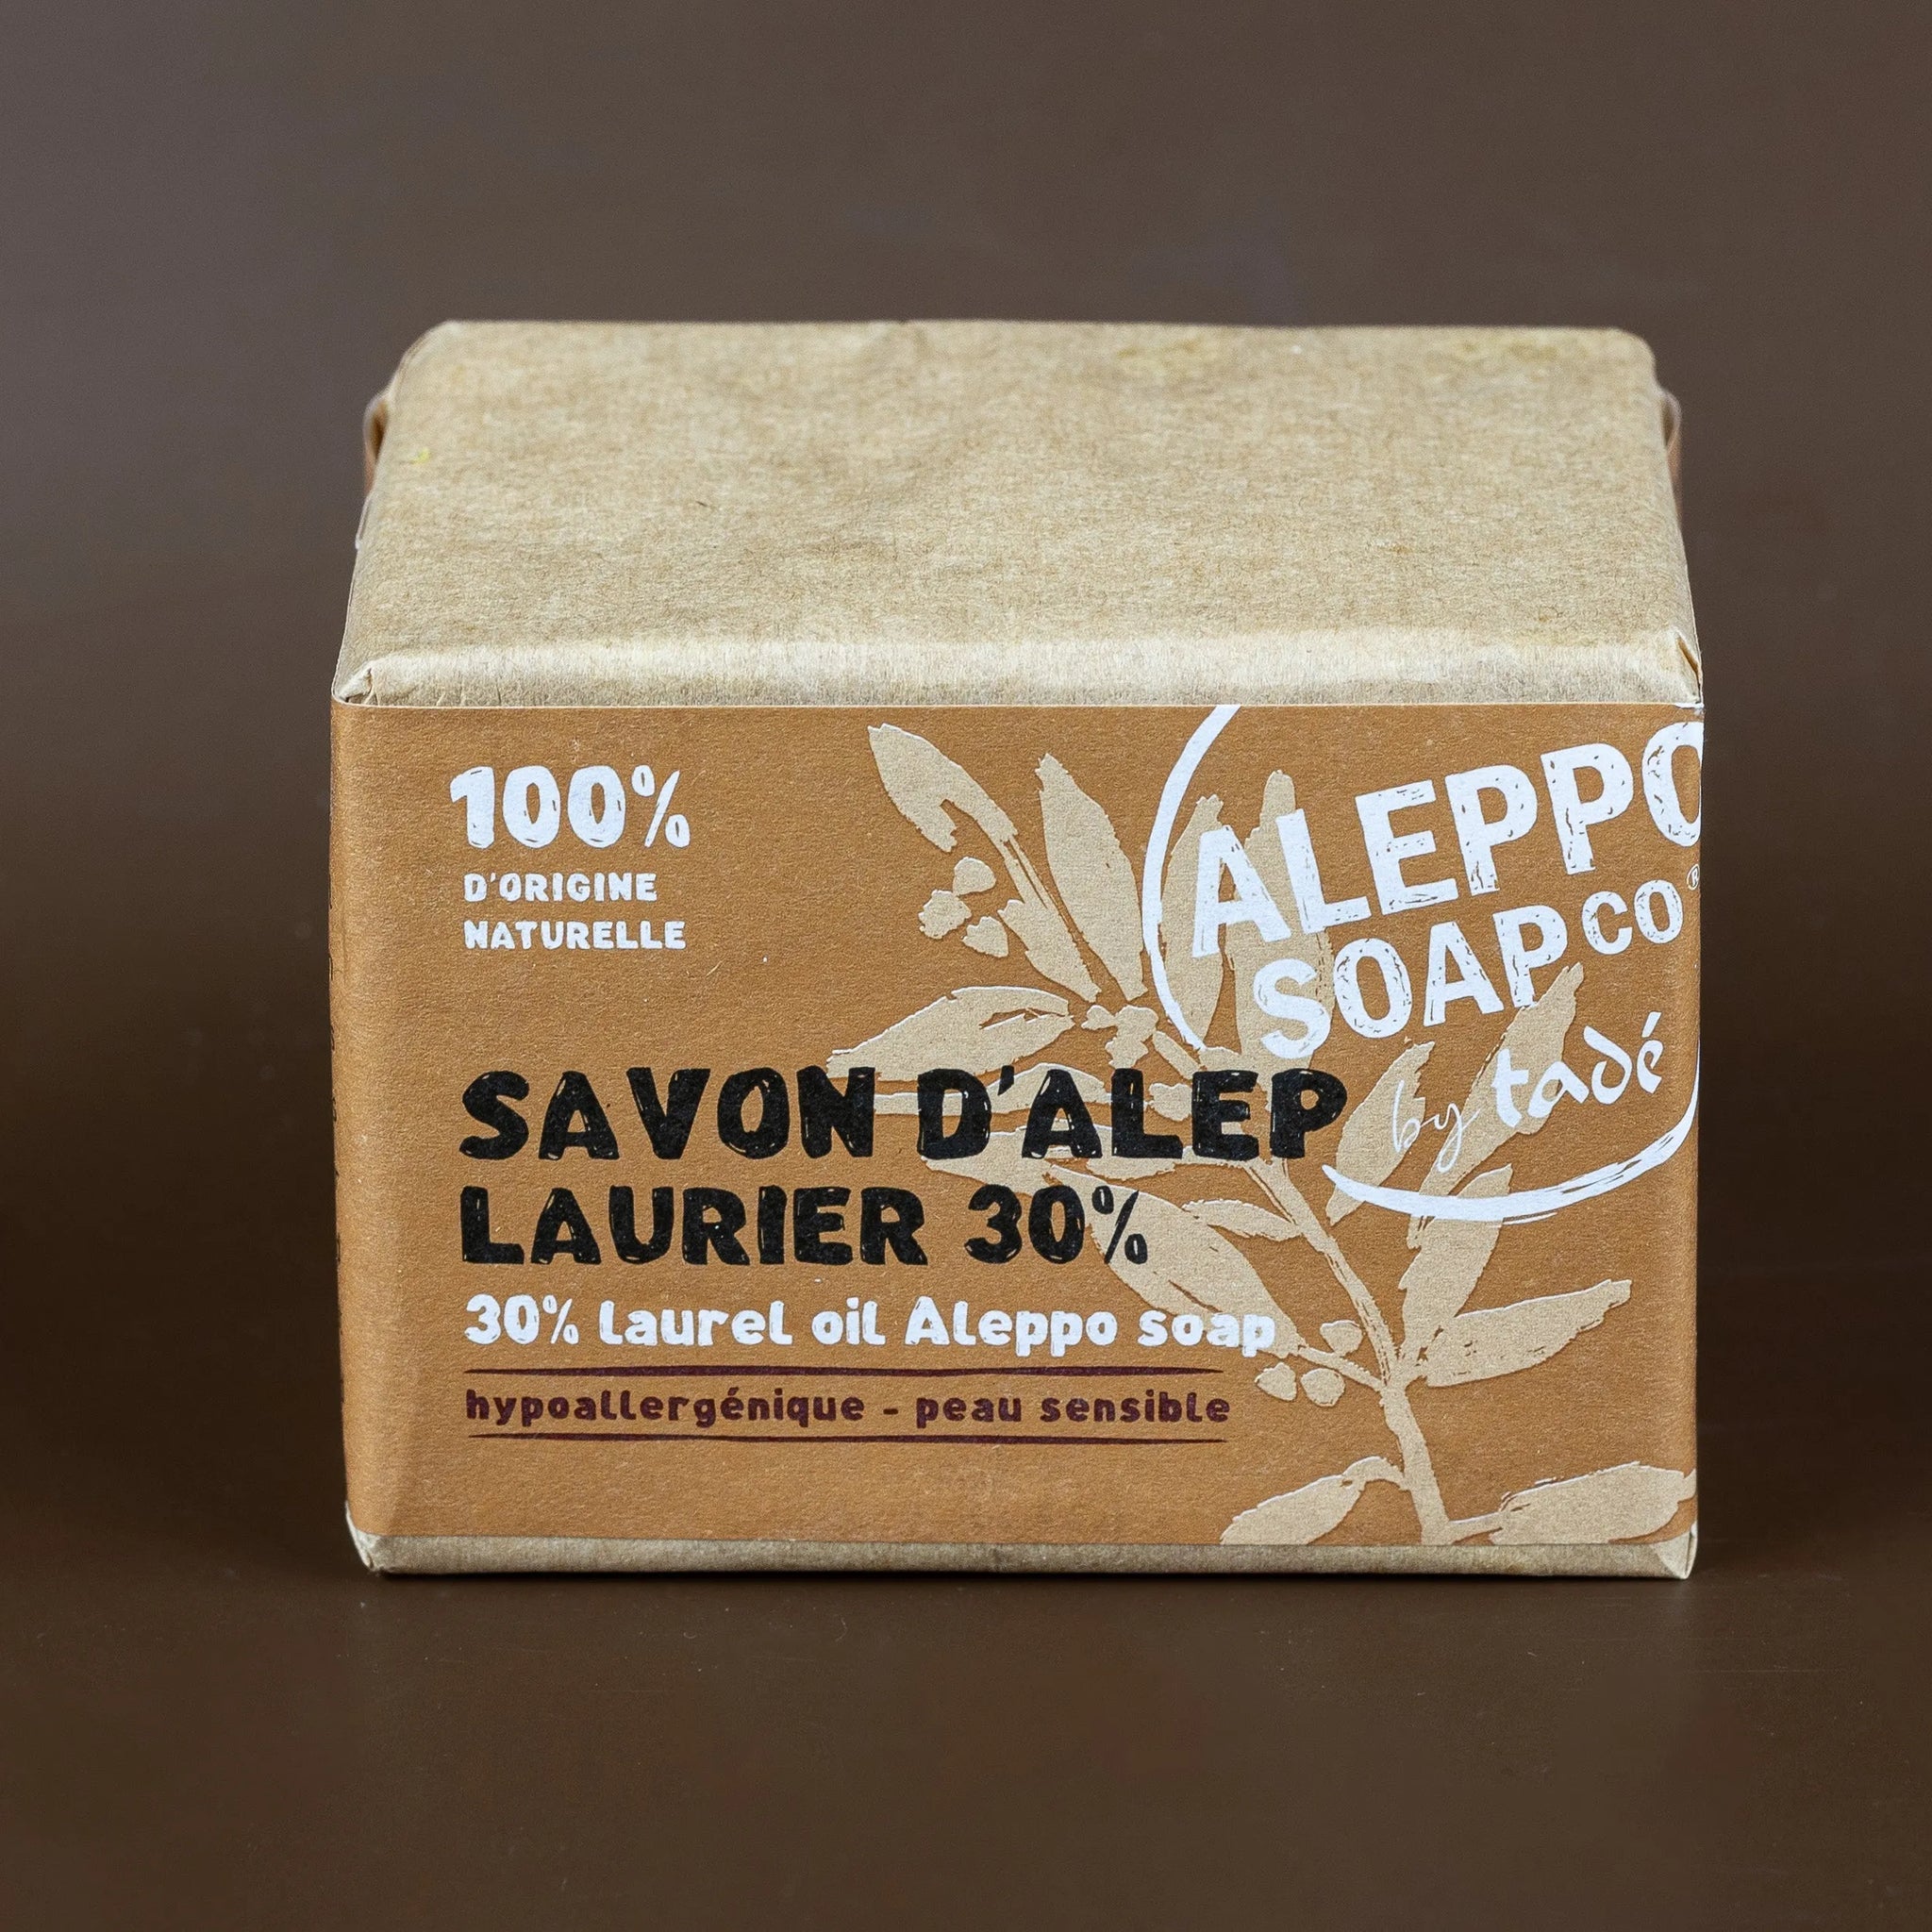 100%
D'ORIGINE
NATURELLE
ALEPPO
SOAP CO®
by tadé
SAVON D'ALEP
LAURIER 30%
30% Laurel oil Aleppo soap
hypoallergénique - peau sensible